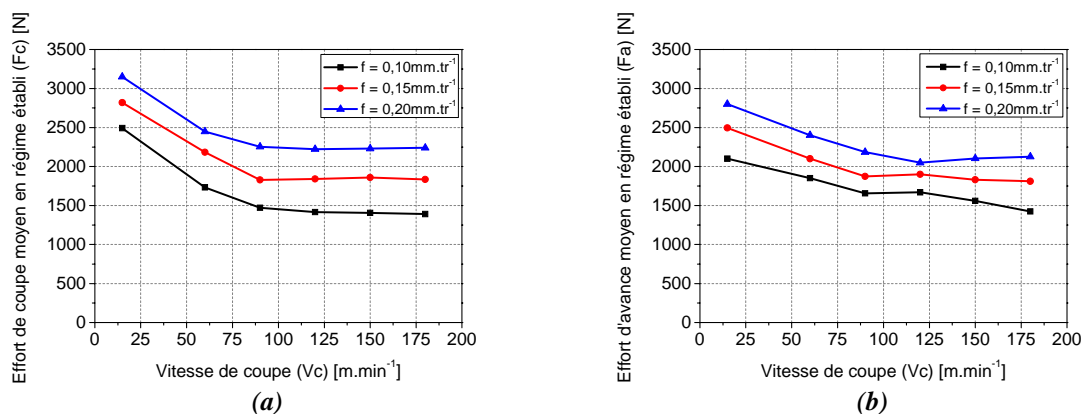 Effort de coupe moyen en régime établi (Fc) [N]
3500
3000
2500
2000
1500
1000
500
0
f = 0,10mm.tr⁻¹
f = 0,15mm.tr⁻¹
f = 0,20mm.tr⁻¹
0 25 50 75 100 125 150 175 200
Vitesse de coupe (Vc) [m.min⁻¹]
(a)
Effort d'avance moyen en régime établi (Fa) [N]
3500
3000
2500
2000
1500
1000
500
0
f = 0,10mm.tr⁻¹
f = 0,15mm.tr⁻¹
f = 0,20mm.tr⁻¹
0 25 50 75 100 125 150 175 200
Vitesse de coupe (Vc) [m.min⁻¹]
(b)